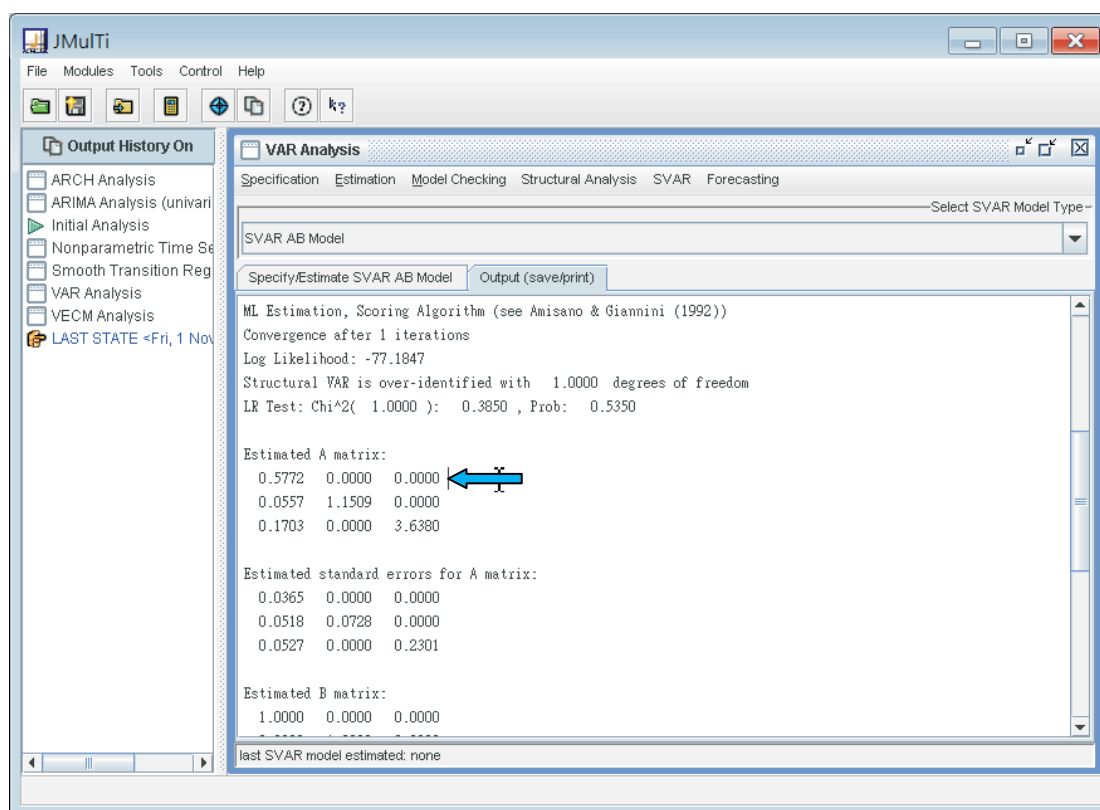 JMulTi
File Modules Tools Control Help
Output History On
ARCH Analysis
ARIMA Analysis (univari
Initial Analysis
Nonparametric Time Se
Smooth Transition Reg
VAR Analysis
VECM Analysis
LAST STATE <Fri, 1 Nov
VAR Analysis
Specification Estimation Model Checking Structural Analysis SVAR Forecasting
Select SVAR Model Type
SVAR AB Model
Specify/Estimate SVAR AB Model Output (save/print)
ML Estimation, Scoring Algorithm (see Amisano & Giannini (1992))
Convergence after 1 iterations
Log Likelihood: -77.1847
Structural VAR is over-identified with 1.0000 degrees of freedom
LR Test: Chi^2( 1.0000 ): 0.3850 , Prob: 0.5350
Estimated A matrix:
0.5772 0.0000 0.0000
0.0557 1.1509 0.0000
0.1703 0.0000 3.6380
Estimated standard errors for A matrix:
0.0365 0.0000 0.0000
0.0518 0.0728 0.0000
0.0527 0.0000 0.2301
Estimated B matrix:
1.0000 0.0000 0.0000
last SVAR model estimated: none